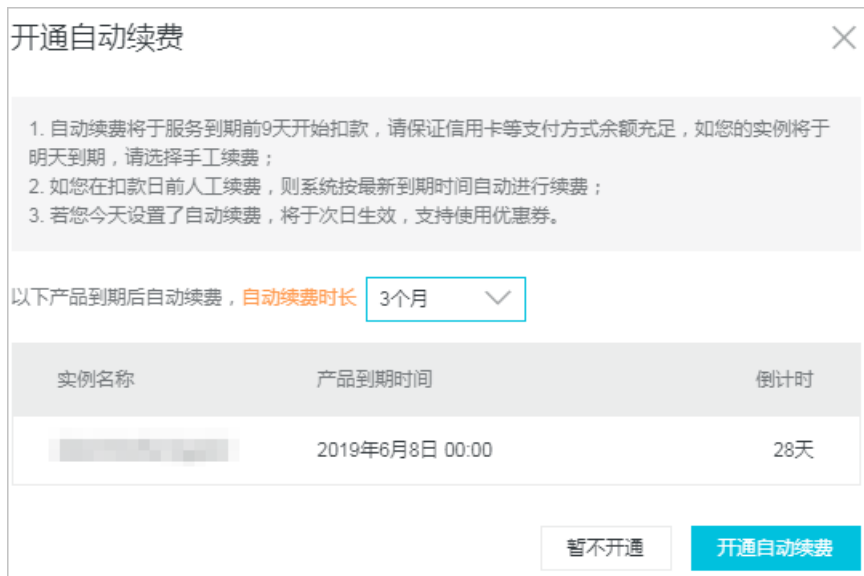 开通自动续费
1. 自动续费将于服务到期前9天开始扣款，请保证信用卡等支付方式余额充足，如您的实例将于
明天到期，请选择手工续费；
2. 如您在扣款日前人工续费，则系统按最新到期时间自动进行续费；
3. 若您今天设置了自动续费，将于次日生效，支持使用优惠券。
以下产品到期后自动续费，自动续费时长 3个月
实例名称 产品到期时间 倒计时
2019年6月8日 00:00 28天
暂不开通 开通自动续费